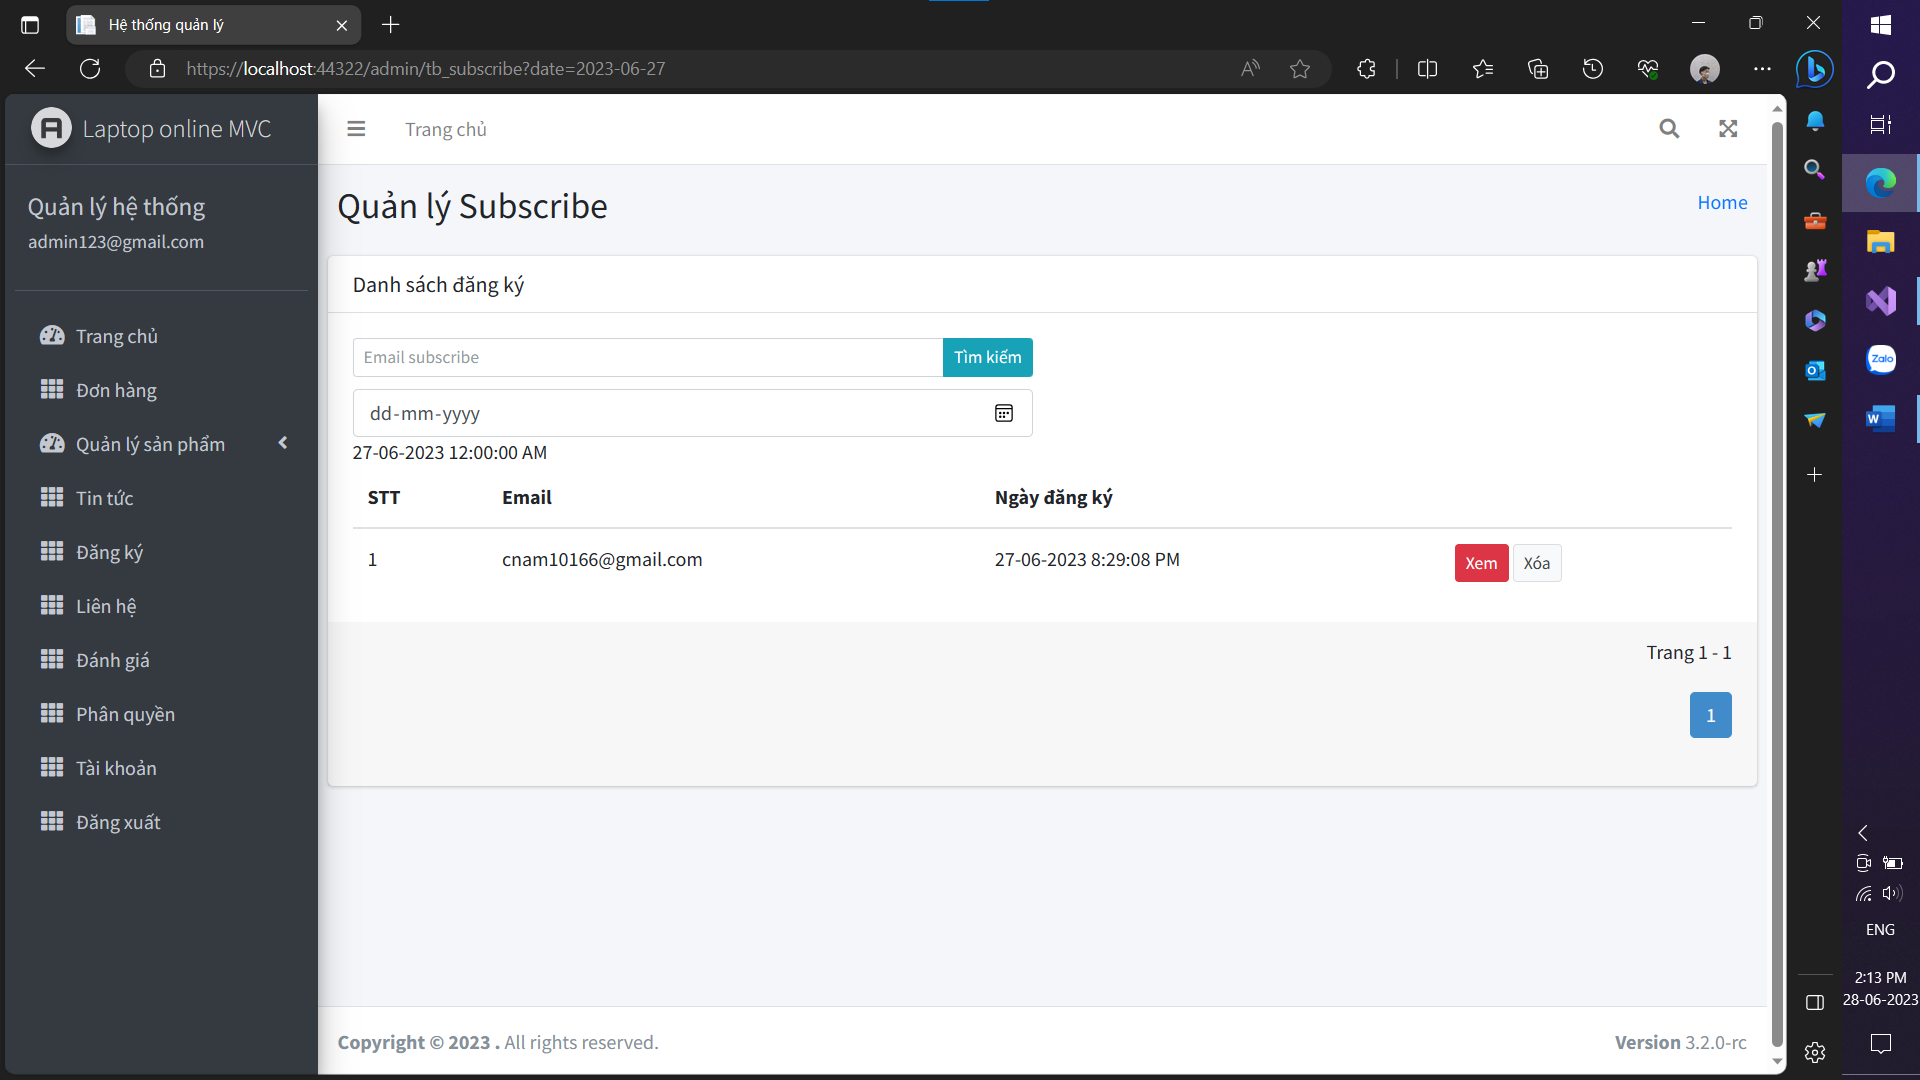 Hệ thống quản lý
https://localhost:44322/admin/tb_subscribe?date=2023-06-27
Laptop online MVC
Trang chủ
Quản lý hệ thống
admin123@gmail.com
Trang chủ
Đơn hàng
Quản lý sản phẩm
Tin tức
Đăng ký
Liên hệ
Đánh giá
Phân quyền
Tài khoản
Đăng xuất
Quản lý Subscribe
Home
Danh sách đăng ký
Email subscribe
Tìm kiếm
dd-mm-yyyy
27-06-2023 12:00:00 AM
STT Email Ngày đăng ký
1 cnam10166@gmail.com 27-06-2023 8:29:08 PM Xem Xóa
Trang 1 - 1
1
Copyright © 2023 . All rights reserved.
Version 3.2.0-rc
Zalo
ENG
2:13 PM
28-06-2023